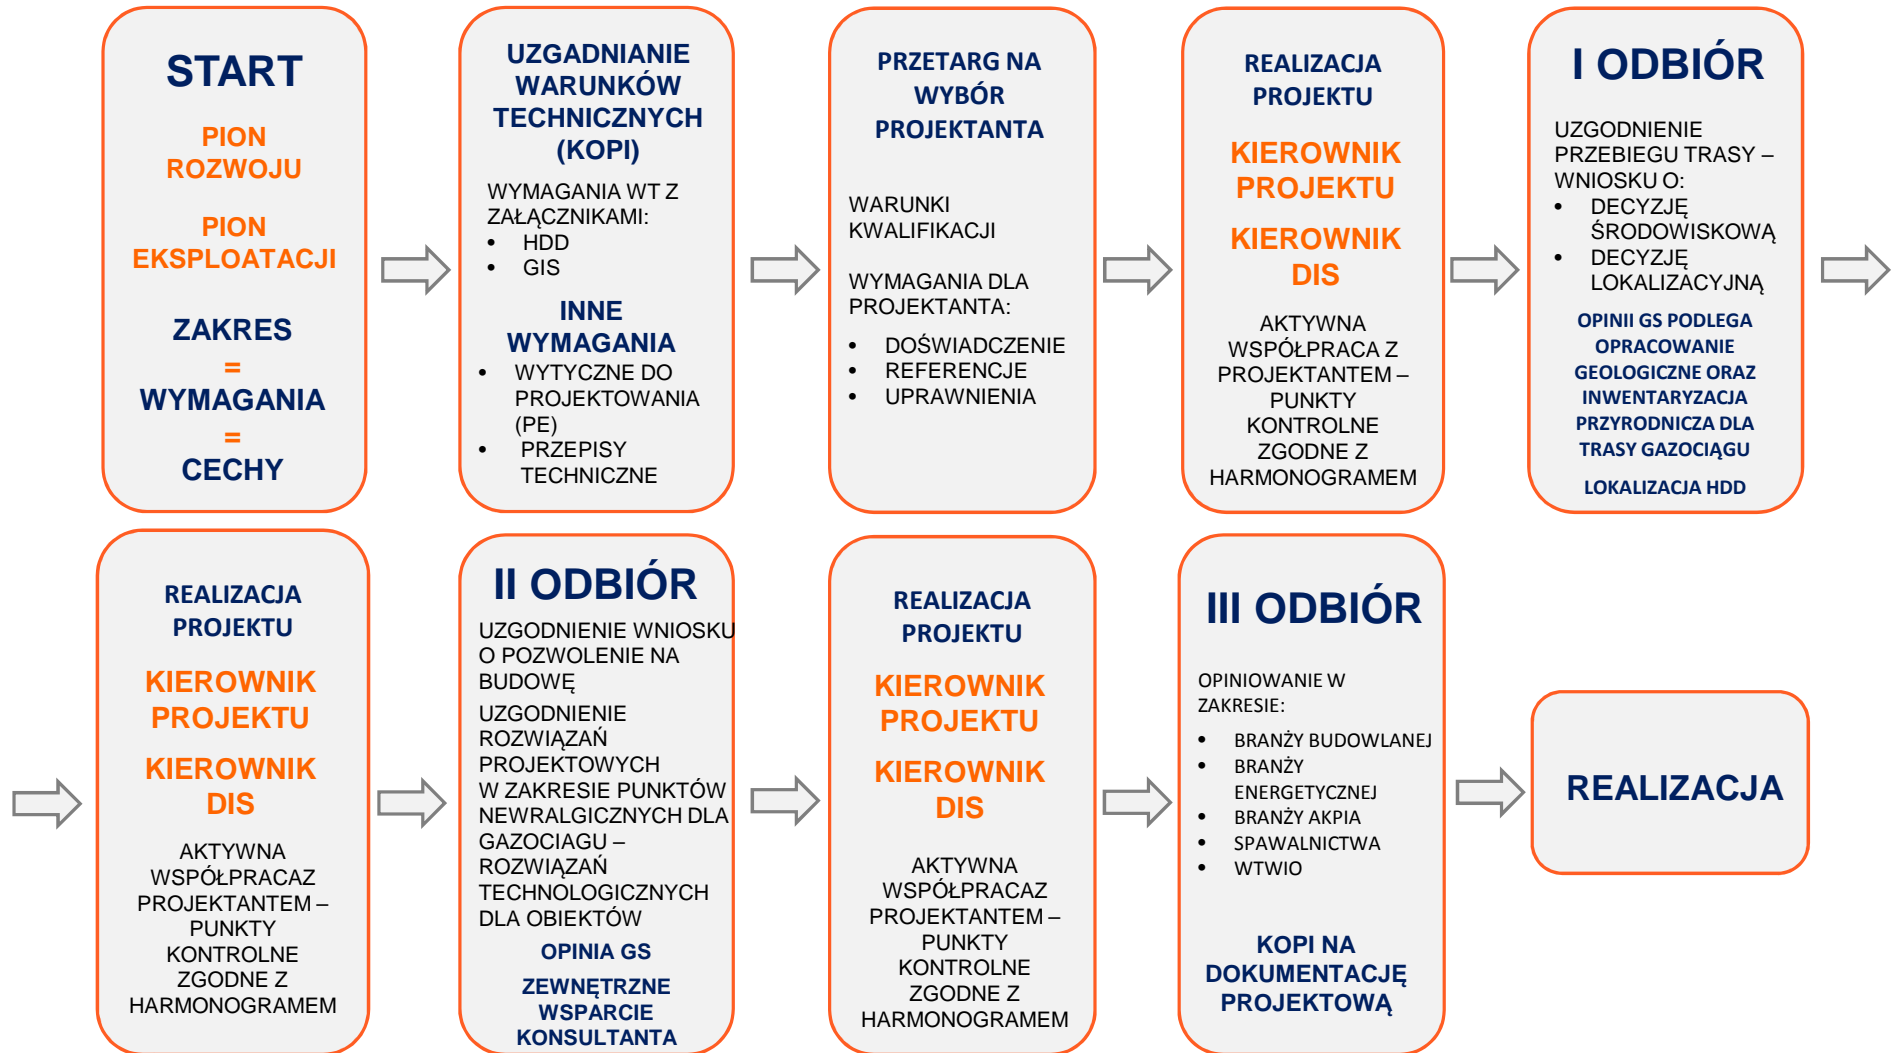 START
PION
ROZWOJU
PION
EKSPLOATACJI
ZAKRES
=
WYMAGANIA
=
CECHY
UZGADNIANIE
WARUNKÓW
TECHNICZNYCH
(KOPI)
WYMAGANIA WT Z
ZAŁĄCZNIKAMI:
• HDD
• GIS
INNE
WYMAGANIA
• WYTYCZNE DO
PROJEKTOWANIA
(PE)
• PRZEPISY
TECHNICZNE
PRZETARG NA
WYBÓR
PROJEKTANTA
WARUNKI
KWALIFIKACJI
WYMAGANIA DLA
PROJEKTANTA:
• DOŚWIADCZENIE
• REFERENCJE
• UPRAWNIENIA
REALIZACJA
PROJEKTU
KIEROWNIK
PROJEKTU
KIEROWNIK
DIS
AKTYWNA
WSPÓŁPRACA Z
PROJEKTANTEM –
PUNKTY
KONTROLNE
ZGODNE Z
HARMONOGRAMEM
I ODBIÓR
UZGODNIENIE
PRZEBIEGU TRASY –
WNIOSKU O:
• DECYZJĘ
ŚRODOWISKOWĄ
• DECYZJĘ
LOKALIZACYJNĄ
OPINII GS PODLEGA
OPRACOWANIE
GEOLOGICZNE ORAZ
INWENTARYZACJA
PRZYRODNICZA DLA
TRASY GAZOCIĄGU
LOKALIZACJA HDD
REALIZACJA
PROJEKTU
KIEROWNIK
PROJEKTU
KIEROWNIK
DIS
AKTYWNA
WSPÓŁPRACAZ
PROJEKTANTEM –
PUNKTY
KONTROLNE
ZGODNE Z
HARMONOGRAMEM
II ODBIÓR
UZGODNIENIE WNIOSKU
O POZWOLENIE NA
BUDOWĘ
UZGODNIENIE
ROZWIĄZAŃ
PROJEKTOWYCH
W ZAKRESIE PUNKTÓW
NEWRALGICZNYCH DLA
GAZOCIAGU –
ROZWIĄZAŃ
TECHNOLOGICZNYCH
DLA OBIEKTÓW
OPINIA GS
ZEWNĘTRZNE
WSPARCIE
KONSULTANTA
REALIZACJA
PROJEKTU
KIEROWNIK
PROJEKTU
KIEROWNIK
DIS
AKTYWNA
WSPÓŁPRACAZ
PROJEKTANTEM –
PUNKTY
KONTROLNE
ZGODNE Z
HARMONOGRAMEM
III ODBIÓR
OPINIOWANIE W
ZAKRESIE:
• BRANŻY BUDOWLANEJ
• BRANŻY
ENERGETYCZNEJ
• BRANŻY AKPIA
• SPAWALNICTWA
• WTWIO
KOPI NA
DOKUMENTACJĘ
PROJEKTOWĄ
REALIZACJA